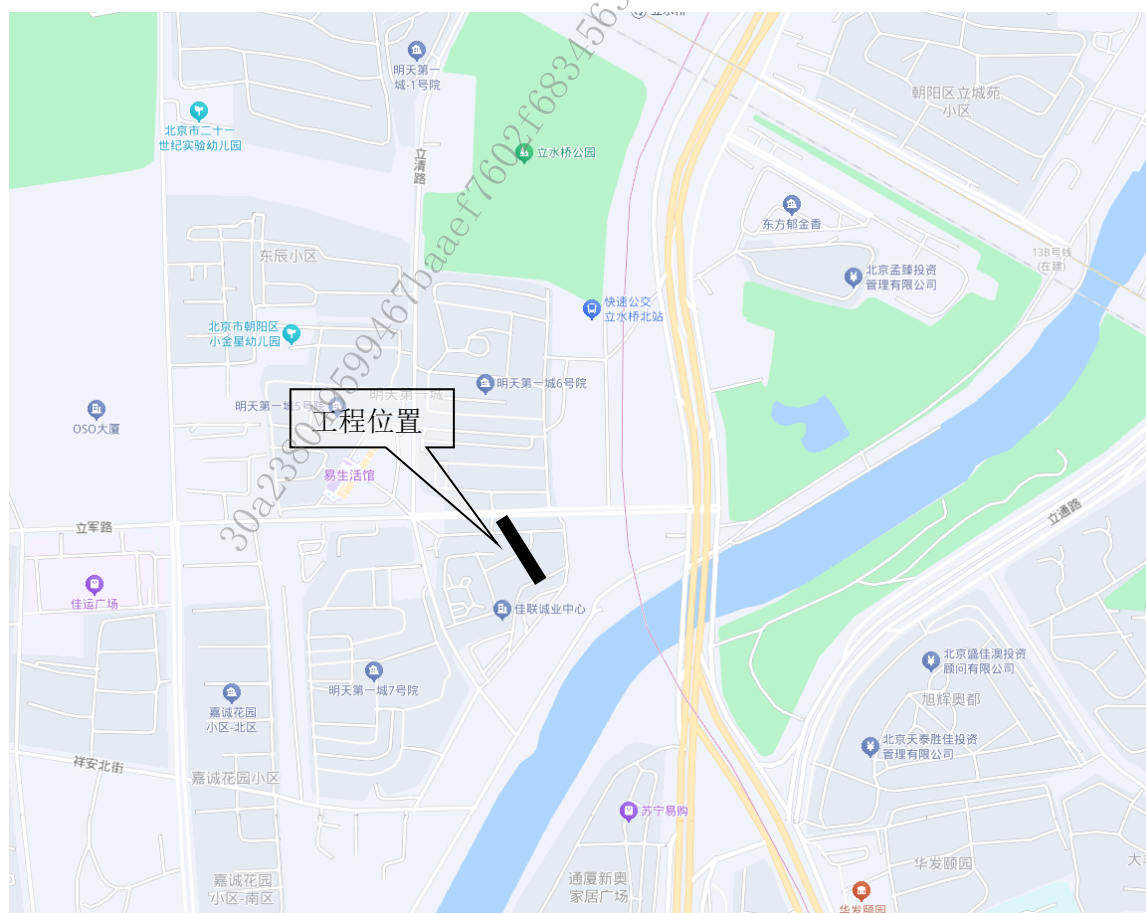 立水桥
明天第一
城-1号院
朝阳区立城苑
小区
北京市二十一
世纪实验幼儿园
立清路
立水桥公园
东方郁金香
东辰小区
13B号线
(在建)
北京孟臻投资
管理有限公司
快速公交
立水桥北站
北京市朝阳区
小金星幼儿园
明天第一城6号院
明天第一城
明天第一城5号院
OSO大厦
工程位置
易生活馆
立军路
立通路
佳运广场
佳联诚业中心
北京盛佳澳投资
顾问有限公司
明天第一城7号院
旭辉奥都
嘉诚花园
小区-北区
北京天泰胜佳投资
管理有限公司
祥安北街
嘉诚花园小区
苏宁易购
嘉诚花园
小区-南区
通厦新奥
家居广场
华发颐园
华发颐园
30a238049599467baaef7602f6834563